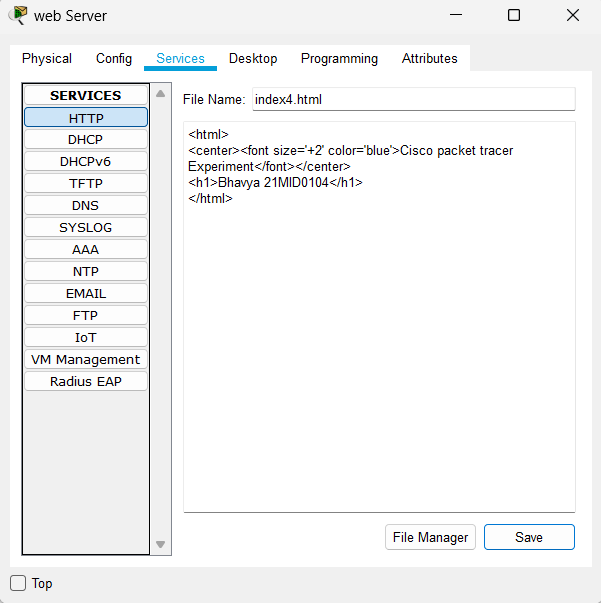 web Server
Physical Config Services Desktop Programming Attributes
SERVICES
HTTP
DHCP
DHCPv6
TFTP
DNS
SYSLOG
AAA
NTP
EMAIL
FTP
IoT
VM Management
Radius EAP
File Name: index4.html
<html>
<center><font size='+2' color='blue'>Cisco packet tracer
Experiment</font></center>
<h1>Bhavya 21MID0104</h1>
</html>
File Manager Save
Top